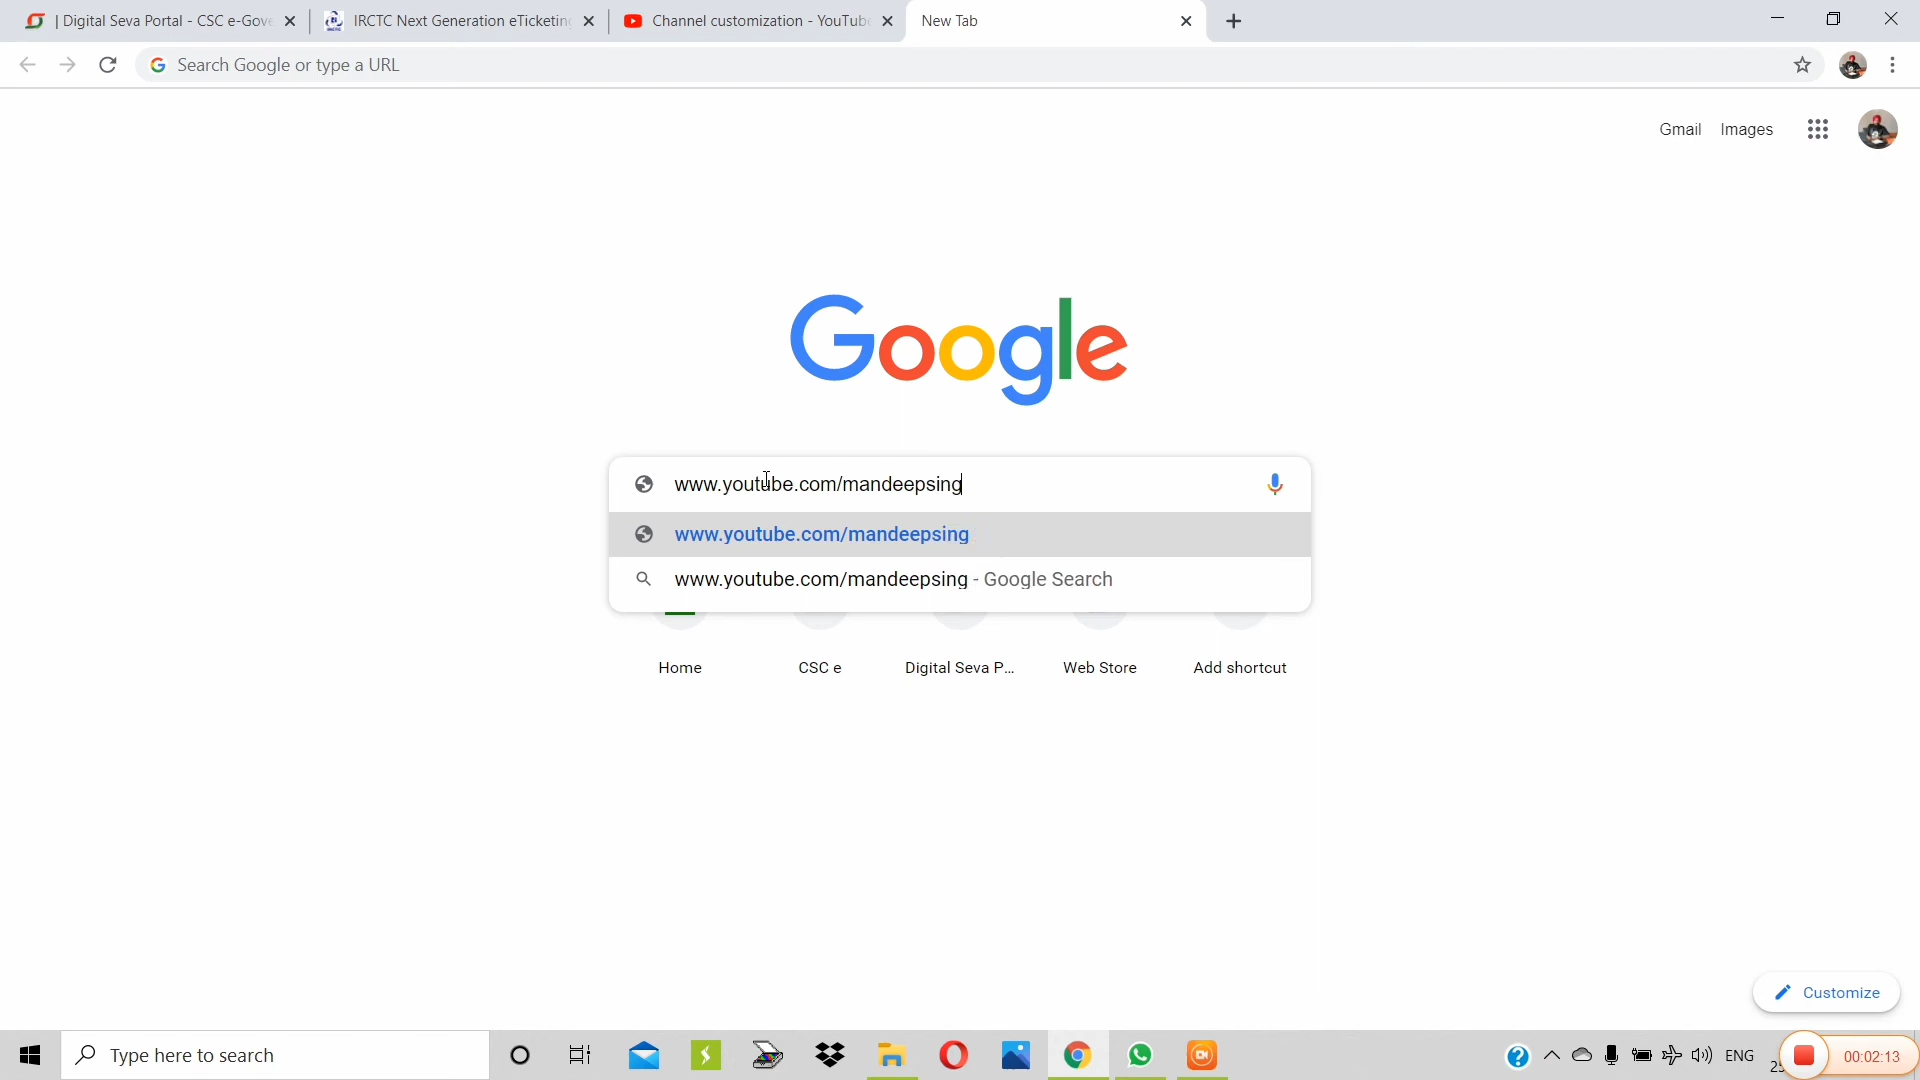 | Digital Seva Portal - CSC e-Gove
IRCTC Next Generation eTicketing
Channel customization - YouTube
New Tab
Search Google or type a URL
Gmail
Images
Google
www.youtube.com/mandeepsing
www.youtube.com/mandeepsing
www.youtube.com/mandeepsing - Google Search
Home
CSC e
Digital Seva P...
Web Store
Add shortcut
Customize
Type here to search
ENG
00:02:13